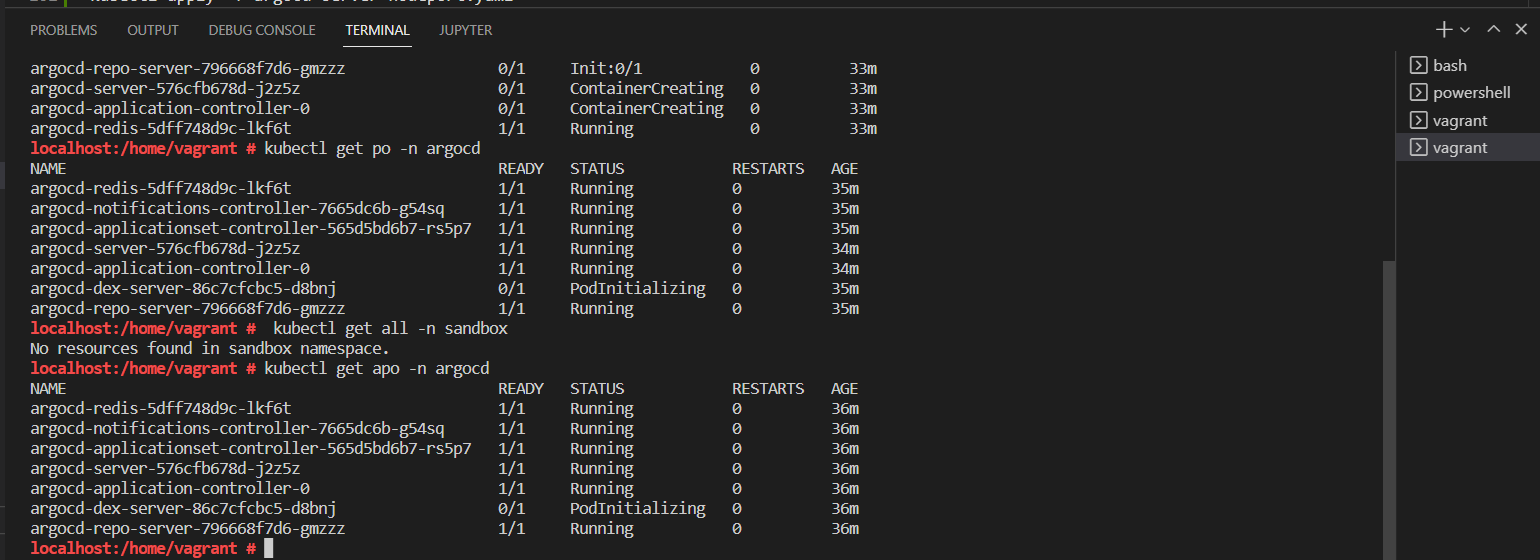 PROBLEMS OUTPUT DEBUG CONSOLE TERMINAL JUPYTER
argocd-repo-server-796668f7d6-gmzzz 0/1 Init:0/1 0 33m
argocd-server-576cfb678d-j2z5z 0/1 ContainerCreating 0 33m
argocd-application-controller-0 0/1 ContainerCreating 0 33m
argocd-redis-5dff748d9c-lkf6t 1/1 Running 0 33m
localhost:/home/vagrant # kubectl get po -n argocd
NAME READY STATUS RESTARTS AGE
argocd-redis-5dff748d9c-lkf6t 1/1 Running 0 35m
argocd-notifications-controller-7665dc6b-g54sq 1/1 Running 0 35m
argocd-applicationset-controller-565d5bd6b7-rs5p7 1/1 Running 0 35m
argocd-server-576cfb678d-j2z5z 1/1 Running 0 34m
argocd-application-controller-0 1/1 Running 0 34m
argocd-dex-server-86c7cfcbc5-d8bnj 0/1 PodInitializing 0 35m
argocd-repo-server-796668f7d6-gmzzz 1/1 Running 0 35m
localhost:/home/vagrant #  kubectl get all -n sandbox
No resources found in sandbox namespace.
localhost:/home/vagrant # kubectl get apo -n argocd
NAME READY STATUS RESTARTS AGE
argocd-redis-5dff748d9c-lkf6t 1/1 Running 0 36m
argocd-notifications-controller-7665dc6b-g54sq 1/1 Running 0 36m
argocd-applicationset-controller-565d5bd6b7-rs5p7 1/1 Running 0 36m
argocd-server-576cfb678d-j2z5z 1/1 Running 0 36m
argocd-application-controller-0 1/1 Running 0 36m
argocd-dex-server-86c7cfcbc5-d8bnj 0/1 PodInitializing 0 36m
argocd-repo-server-796668f7d6-gmzzz 1/1 Running 0 36m
localhost:/home/vagrant #
bash
powershell
vagrant
vagrant